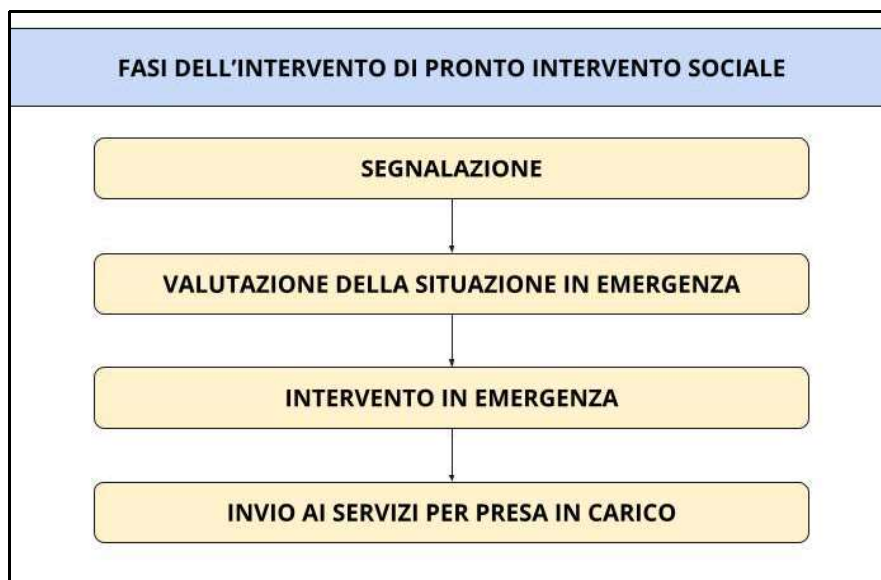 FASI DELL’INTERVENTO DI PRONTO INTERVENTO SOCIALE
SEGNALAZIONE
VALUTAZIONE DELLA SITUAZIONE IN EMERGENZA
INTERVENTO IN EMERGENZA
INVIO AI SERVIZI PER PRESA IN CARICO